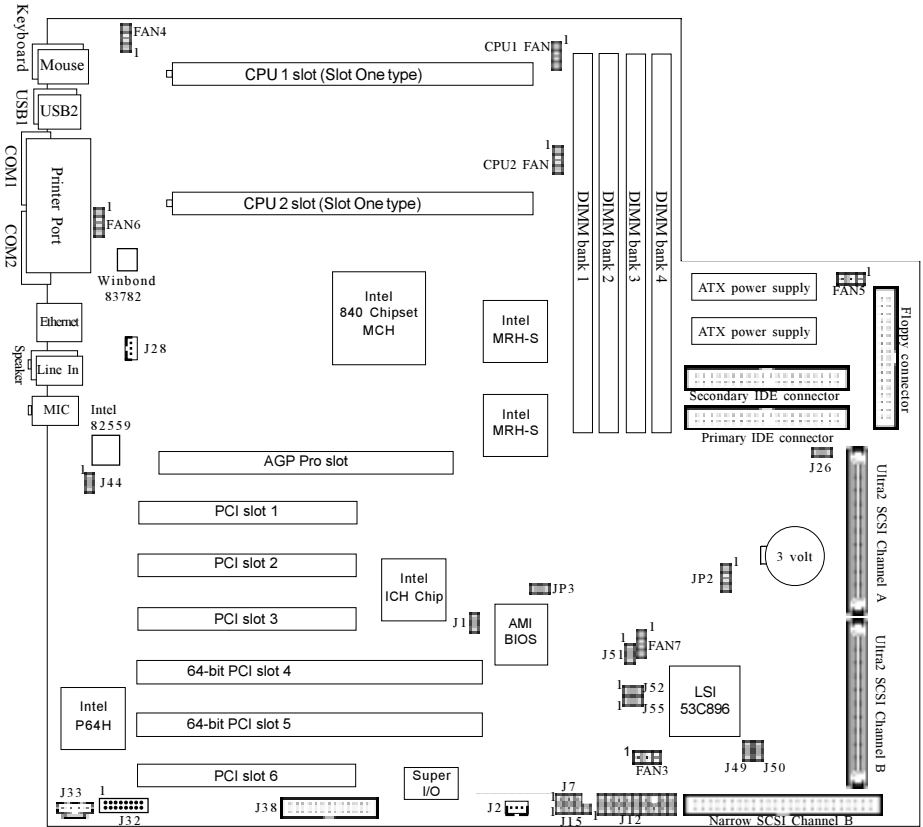 Keyboard
Mouse
USB1
USB2
COM1
COM2
Printer Port
FAN4
1
CPU1 FAN
1
CPU 1 slot (Slot One type)
CPU2 FAN
1
CPU 2 slot (Slot One type)
1
FAN6
Winbond
83782
DIMM bank 1
DIMM bank 2
DIMM bank 3
DIMM bank 4
ATX power supply
ATX power supply
1
FAN5
Floppy connector
Intel
840 Chipset
MCH
Intel
MRH-S
Intel
MRH-S
Ethernet
J28
Speaker
Line In
MIC
Intel
82559
1
J44
Secondary IDE connector
Primary IDE connector
J26
AGP Pro slot
PCI slot 1
PCI slot 2
PCI slot 3
64-bit PCI slot 4
64-bit PCI slot 5
PCI slot 6
Intel
ICH Chip
J1
JP3
AMI
BIOS
JP2
1
3 volt
Ultra2 SCSI Channel A
Ultra2 SCSI Channel B
1
J51
1
FAN7
1
J52
1
J55
LSI
53C896
J49
J50
1
FAN3
Intel
P64H
Super
I/O
J33
1
J32
J38
J2
J7
1
1
J15
1
J12
Narrow SCSI Channel B